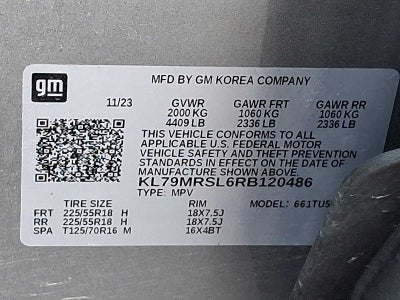 gm
MFD BY GM KOREA COMPANY
11/23 GVWR GAWR FRT GAWR RR
2000 KG 1060 KG 1060 KG
4409 LB 2336 LB 2336 LB
THIS VEHICLE CONFORMS TO ALL
APPLICABLE U.S. FEDERAL MOTOR
VEHICLE SAFETY AND THEFT PREVENTION
STANDARDS IN EFFECT ON THE DATE OF
MANUFACTURE SHOWN ABOVE.
KL79MRSL6RB120486
TYPE: MPV
TIRE SIZE RIM MODEL: 661TU5
FRT 225/55R18 H 18X7.5J
RR 225/55R18 H 18X7.5J
SPA T125/70R16 M 16X4BT